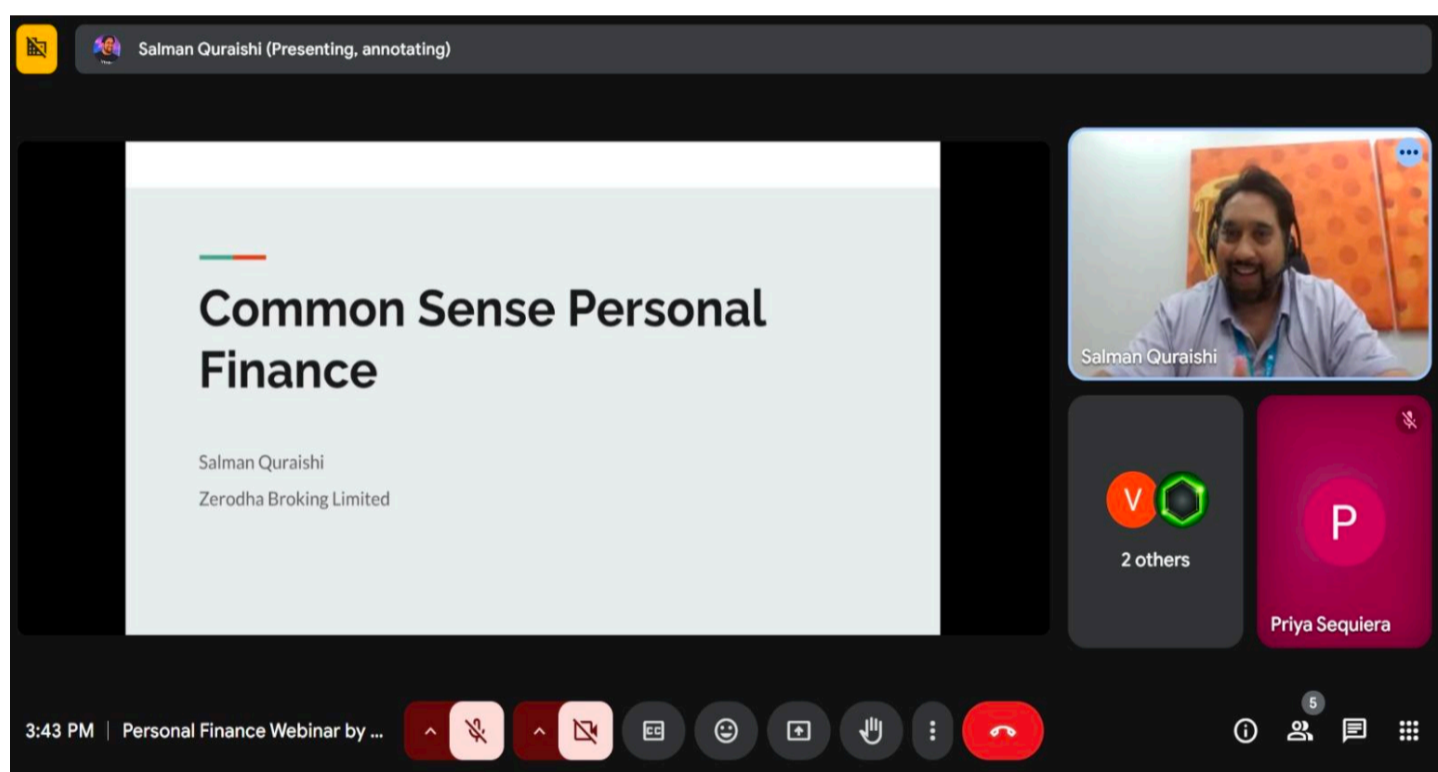 Salman Quraishi (Presenting, annotating)
Common Sense Personal
Finance
Salman Quraishi
Zerodha Broking Limited
Salman Quraishi
V
2 others
P
Priya Sequiera
3:43 PM | Personal Finance Webinar by ...
CC
5